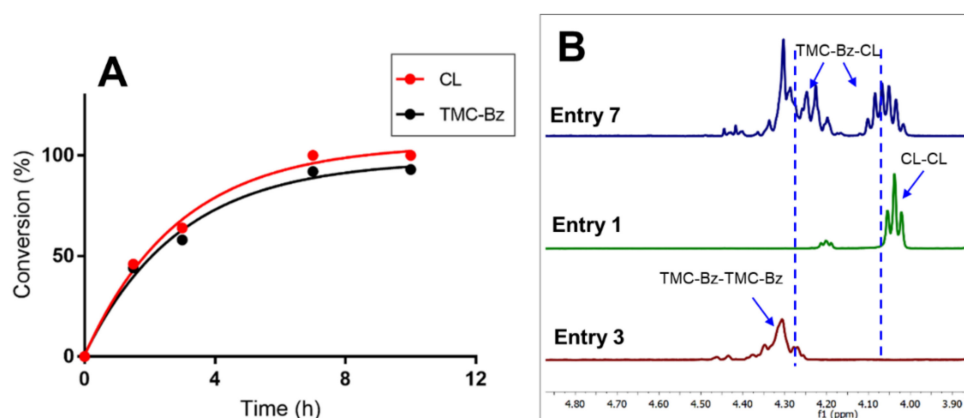 A
CL
TMC-Bz
Conversion (%)
100
50
0
0 4 8 12
Time (h)
B
TMC-Bz-CL
Entry 7
CL-CL
Entry 1
TMC-Bz-TMC-Bz
Entry 3
4.80 4.70 4.60 4.50 4.40 4.30 4.20 4.10 4.00 3.90
f1 (ppm)